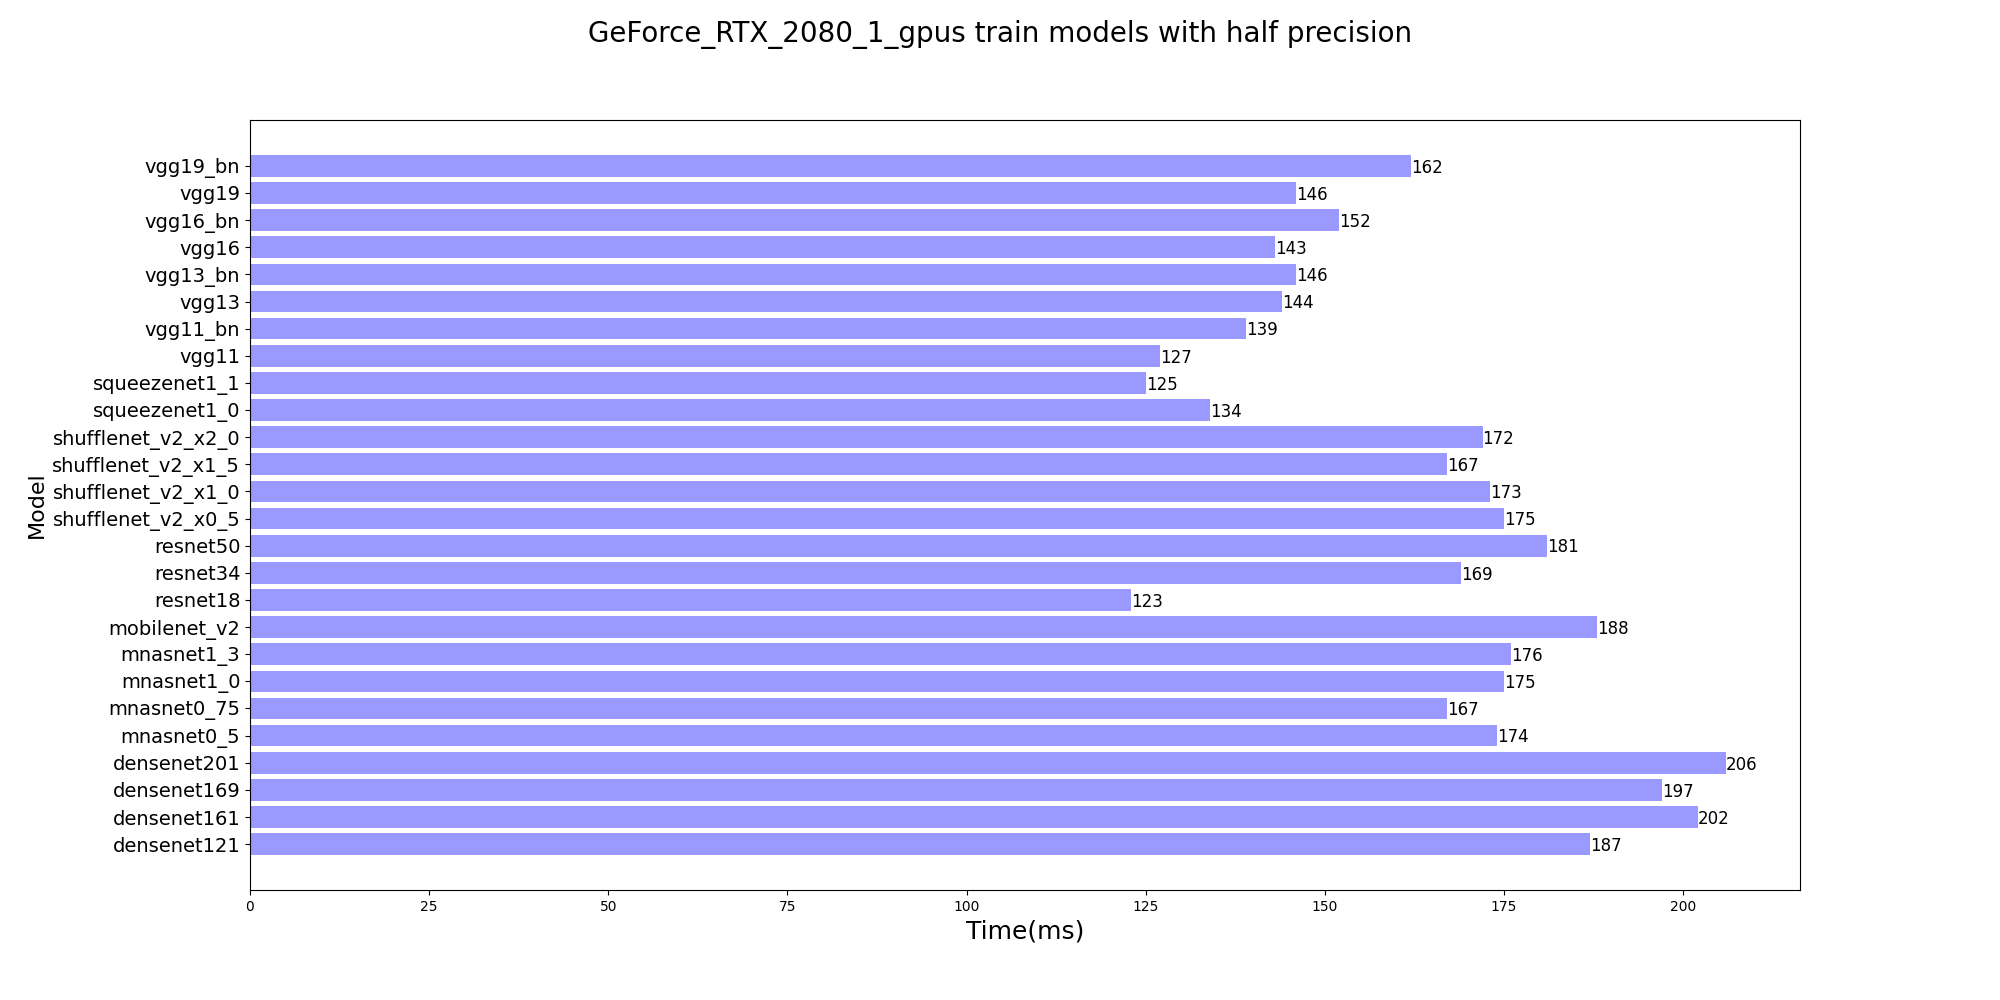 GeForce_RTX_2080_1_gpus train models with half precision
vgg19_bn 162
vgg19 146
vgg16_bn 152
vgg16 143
vgg13_bn 146
vgg13 144
vgg11_bn 139
vgg11 127
squeezenet1_1 125
squeezenet1_0 134
shufflenet_v2_x2_0 172
shufflenet_v2_x1_5 167
shufflenet_v2_x1_0 173
shufflenet_v2_x0_5 175
resnet50 181
resnet34 169
resnet18 123
mobilenet_v2 188
mnasnet1_3 176
mnasnet1_0 175
mnasnet0_75 167
mnasnet0_5 174
densenet201 206
densenet169 197
densenet161 202
densenet121 187
Model
0 25 50 75 100 125 150 175 200
Time(ms)